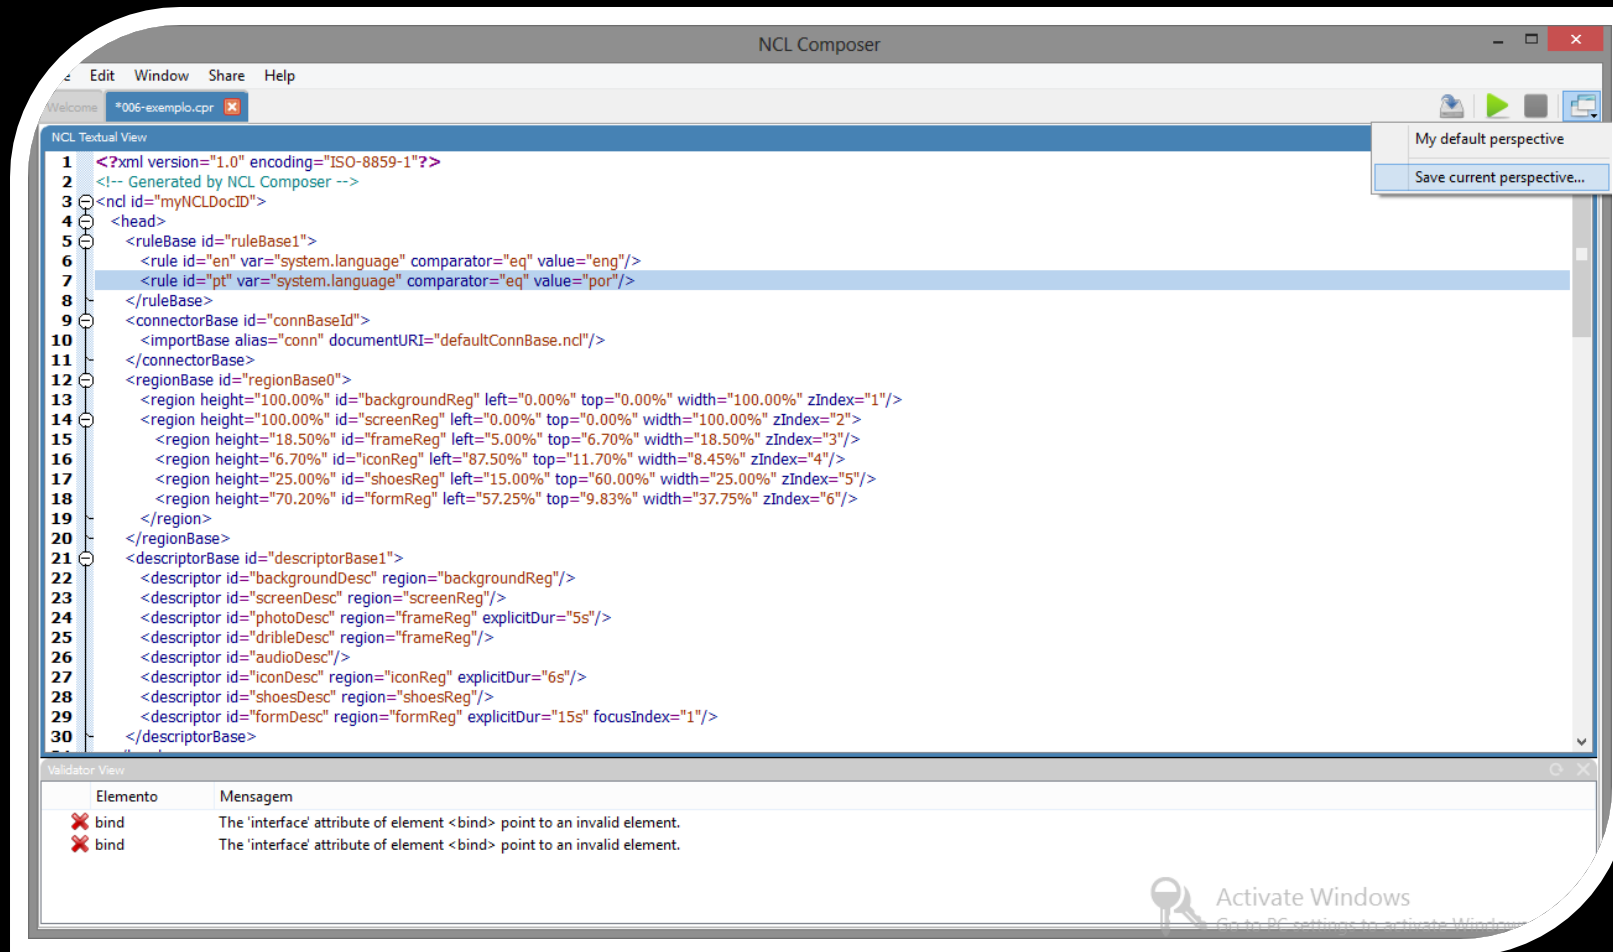 NCL Composer
Edit Window Share Help
Welcome *006-exemplo.cpr
NCL Textual View
My default perspective
Save current perspective...
1 <?xml version="1.0" encoding="ISO-8859-1"?>
2 <!-- Generated by NCL Composer -->
3 <ncl id="myNCLDocID">
4 <head>
5 <ruleBase id="ruleBase1">
6 <rule id="en" var="system.language" comparator="eq" value="eng"/>
7 <rule id="pt" var="system.language" comparator="eq" value="por"/>
8 </ruleBase>
9 <connectorBase id="connBaseId">
10 <importBase alias="conn" documentURI="defaultConnBase.ncl"/>
11 </connectorBase>
12 <regionBase id="regionBase0">
13 <region height="100.00%" id="backgroundReg" left="0.00%" top="0.00%" width="100.00%" zIndex="1"/>
14 <region height="100.00%" id="screenReg" left="0.00%" top="0.00%" width="100.00%" zIndex="2">
15 <region height="18.50%" id="frameReg" left="5.00%" top="6.70%" width="18.50%" zIndex="3"/>
16 <region height="6.70%" id="iconReg" left="87.50%" top="11.70%" width="8.45%" zIndex="4"/>
17 <region height="25.00%" id="shoesReg" left="15.00%" top="60.00%" width="25.00%" zIndex="5"/>
18 <region height="70.20%" id="formReg" left="57.25%" top="9.83%" width="37.75%" zIndex="6"/>
19 </region>
20 </regionBase>
21 <descriptorBase id="descriptorBase1">
22 <descriptor id="backgroundDesc" region="backgroundReg"/>
23 <descriptor id="screenDesc" region="screenReg"/>
24 <descriptor id="photoDesc" region="frameReg" explicitDur="5s"/>
25 <descriptor id="dribleDesc" region="frameReg"/>
26 <descriptor id="audioDesc"/>
27 <descriptor id="iconDesc" region="iconReg" explicitDur="6s"/>
28 <descriptor id="shoesDesc" region="shoesReg"/>
29 <descriptor id="formDesc" region="formReg" explicitDur="15s" focusIndex="1"/>
30 </descriptorBase>
Validator View
Elemento Mensagem
bind The 'interface' attribute of element <bind> point to an invalid element.
bind The 'interface' attribute of element <bind> point to an invalid element.
Activate Windows
Go to PC settings to activate Windows